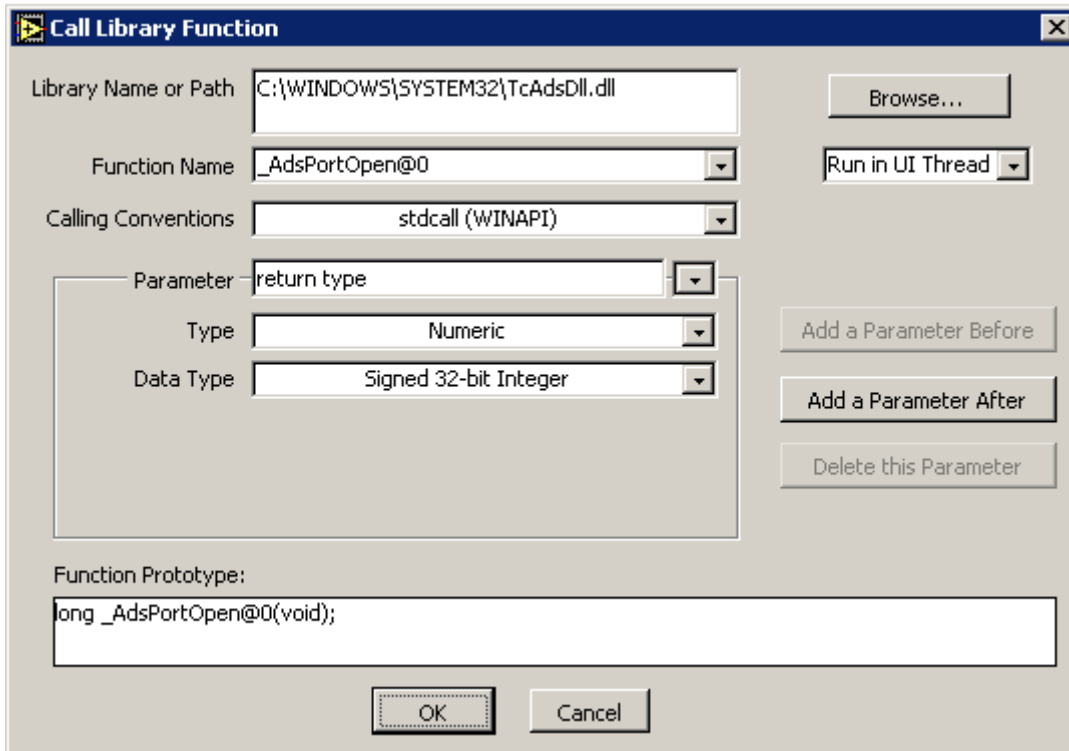 Call Library Function
Library Name or Path C:\WINDOWS\SYSTEM32\TcAdsDll.dll Browse...
Function Name _AdsPortOpen@0 Run in UI Thread
Calling Conventions stdcall (WINAPI)
Parameter return type
Type Numeric Add a Parameter Before
Data Type Signed 32-bit Integer Add a Parameter After
Delete this Parameter
Function Prototype:
long _AdsPortOpen@0(void);
OK Cancel